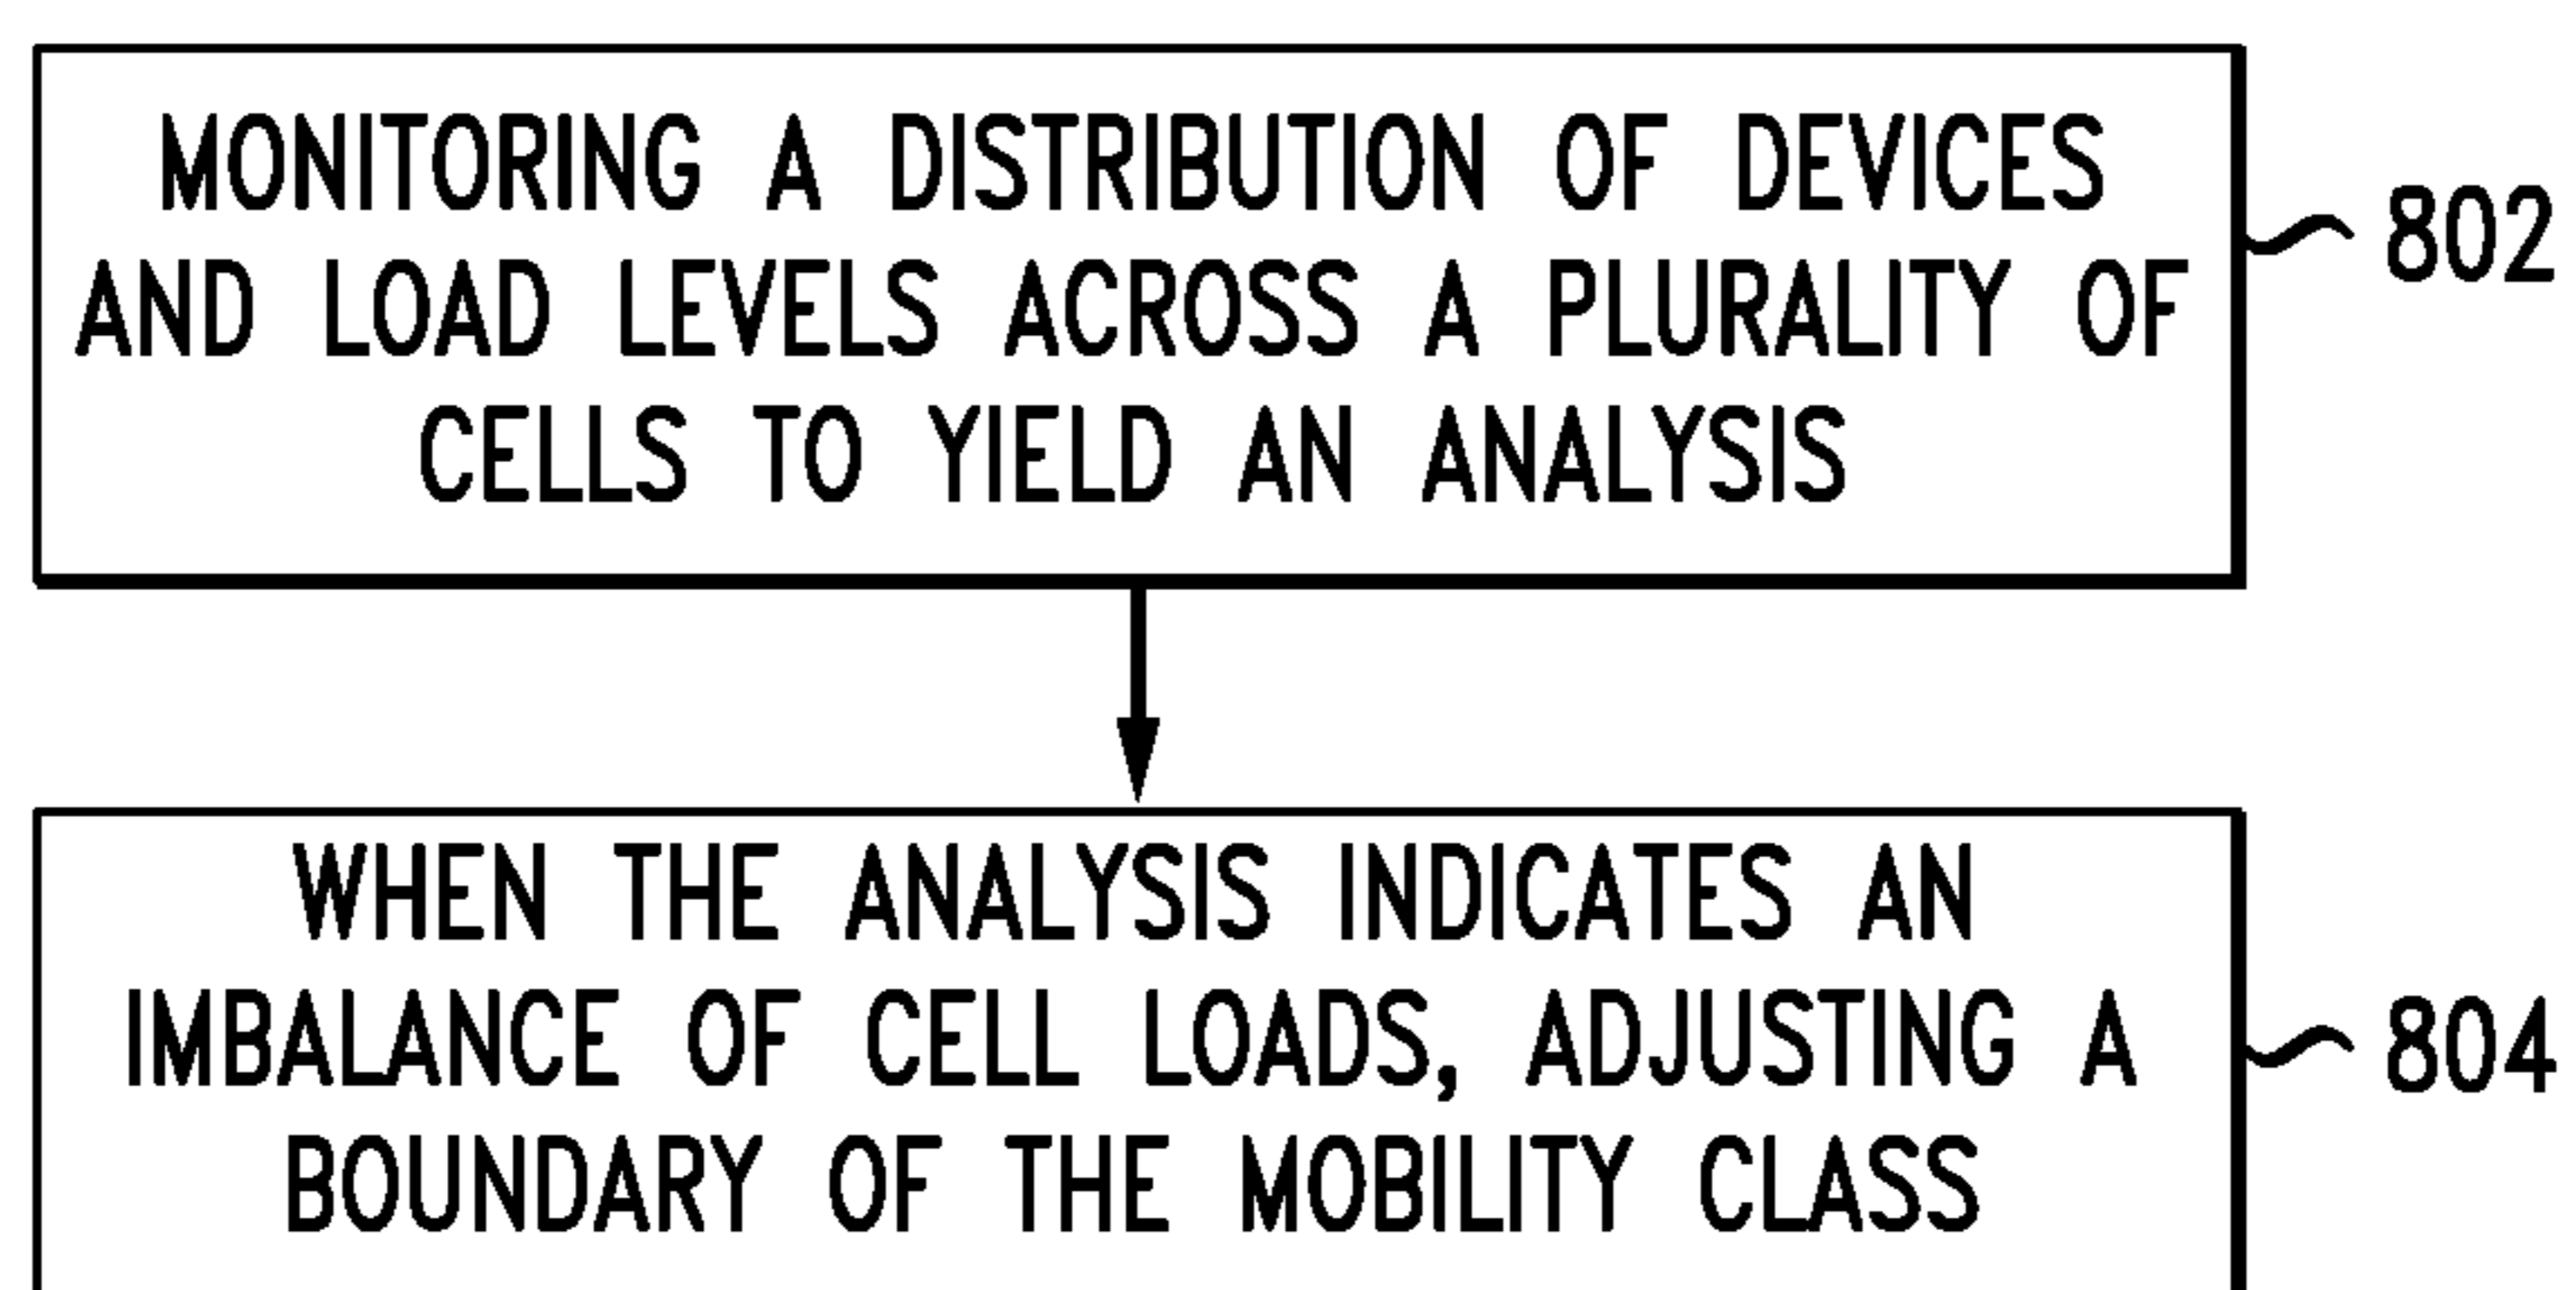 MONITORING A DISTRIBUTION OF DEVICES
AND LOAD LEVELS ACROSS A PLURALITY OF
CELLS TO YIELD AN ANALYSIS
802
WHEN THE ANALYSIS INDICATES AN
IMBALANCE OF CELL LOADS, ADJUSTING A
BOUNDARY OF THE MOBILITY CLASS
804